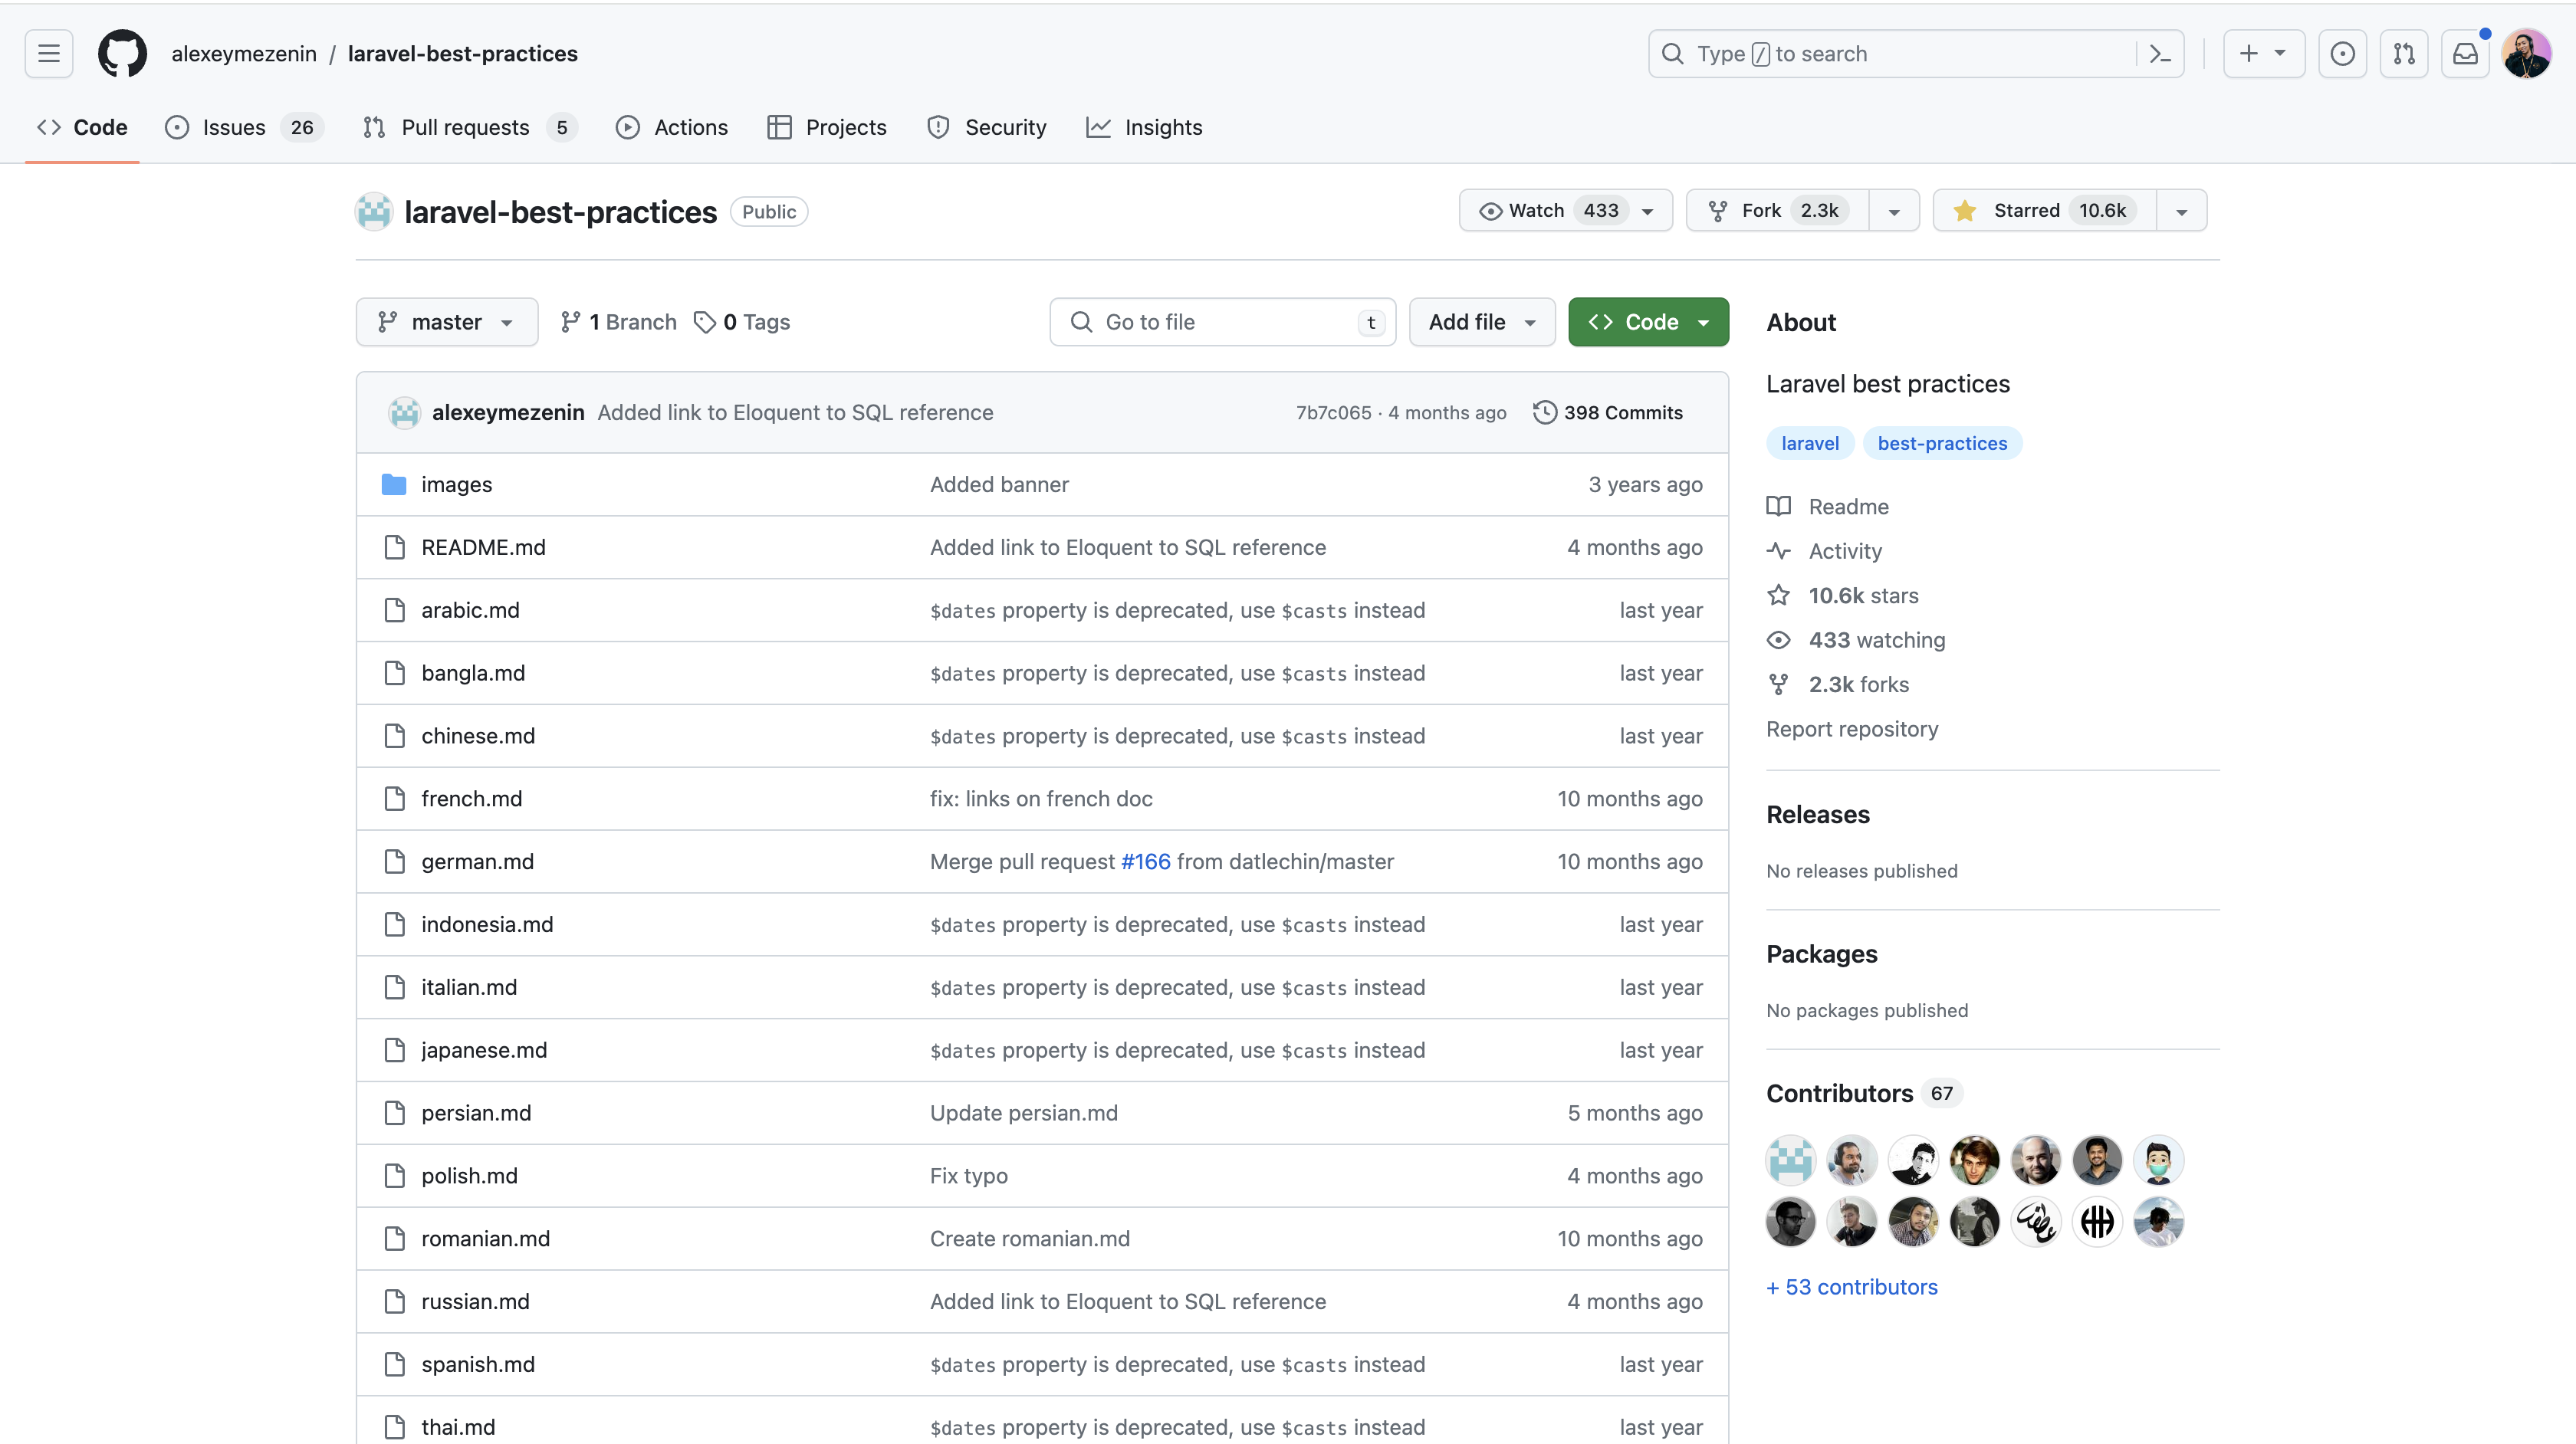 alexeymezenin / laravel-best-practices
Type / to search
Code Issues 26 Pull requests 5 Actions Projects Security Insights
laravel-best-practices Public
Watch 433 Fork 2.3k Starred 10.6k
master 1 Branch 0 Tags Go to file t Add file Code
alexeymezenin Added link to Eloquent to SQL reference 7b7c065 · 4 months ago 398 Commits
images Added banner 3 years ago
README.md Added link to Eloquent to SQL reference 4 months ago
arabic.md $dates property is deprecated, use $casts instead last year
bangla.md $dates property is deprecated, use $casts instead last year
chinese.md $dates property is deprecated, use $casts instead last year
french.md fix: links on french doc 10 months ago
german.md Merge pull request #166 from datlechin/master 10 months ago
indonesia.md $dates property is deprecated, use $casts instead last year
italian.md $dates property is deprecated, use $casts instead last year
japanese.md $dates property is deprecated, use $casts instead last year
persian.md Update persian.md 5 months ago
polish.md Fix typo 4 months ago
romanian.md Create romanian.md 10 months ago
russian.md Added link to Eloquent to SQL reference 4 months ago
spanish.md $dates property is deprecated, use $casts instead last year
thai.md $dates property is deprecated, use $casts instead last year
About
Laravel best practices
laravel best-practices
Readme
Activity
10.6k stars
433 watching
2.3k forks
Report repository
Releases
No releases published
Packages
No packages published
Contributors 67
+ 53 contributors